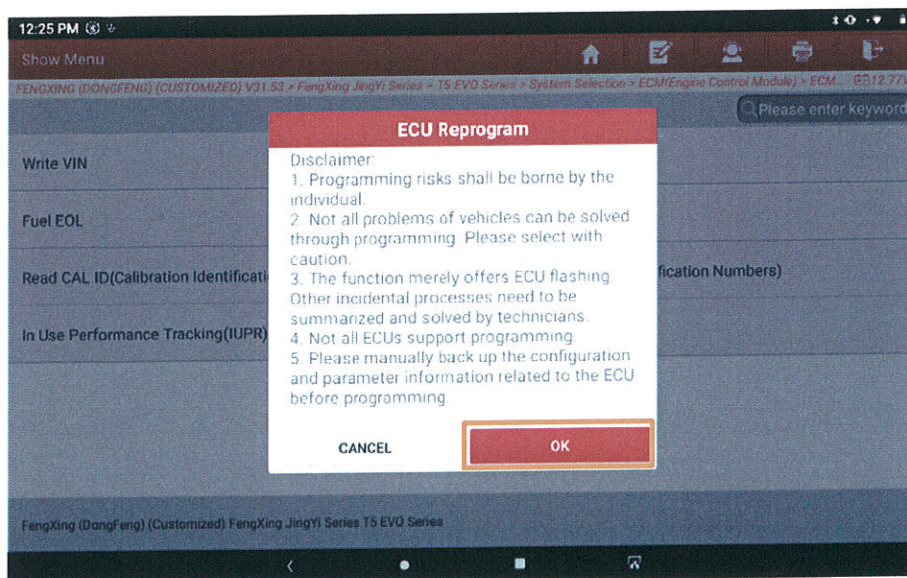 12:25 PM
Show Menu
FENGXING (DONGFENG) (CUSTOMIZED) V31.53 > FengXing JingYi Series > T5 EVO Series > System Selection > ECM(Engine Control Module) > ECM... 12.77V
Please enter keyword
ECU Reprogram
Disclaimer:
1. Programming risks shall be borne by the
individual.
2. Not all problems of vehicles can be solved
through programming. Please select with
caution.
3. The function merely offers ECU flashing.
Other incidental processes need to be
summarized and solved by technicians.
4. Not all ECUs support programming.
5. Please manually back up the configuration
and parameter information related to the ECU
before programming
CANCEL
OK
Write VIN
Fuel EOL
Read CAL ID(Calibration Identificati
fication Numbers)
In Use Performance Tracking(IUPR)
FengXing (DongFeng) (Customized) FengXing JingYi Series T5 EVO Series